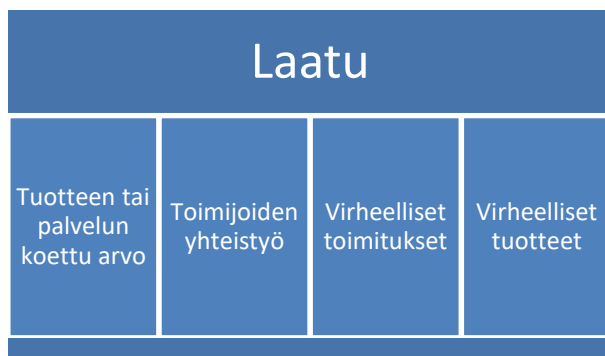 Laatu
Tuotteen tai
palvelun
koettu arvo
Toimijoiden
yhteistyö
Virheelliset
toimitukset
Virheelliset
tuotteet